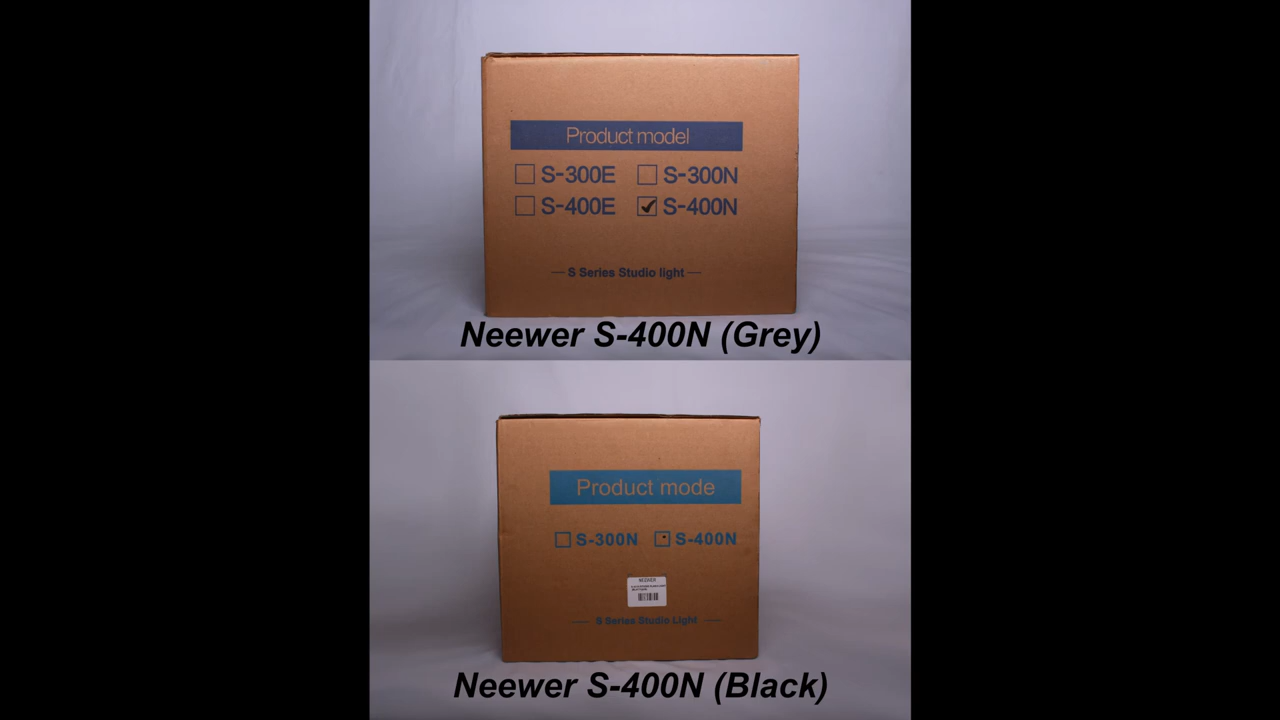 Product model
S-300E S-300N
S-400E S-400N
S Series Studio light
Neewer S-400N (Grey)
Product mode
S-300N S-400N
NEEWER
S Series Studio Light
Neewer S-400N (Black)